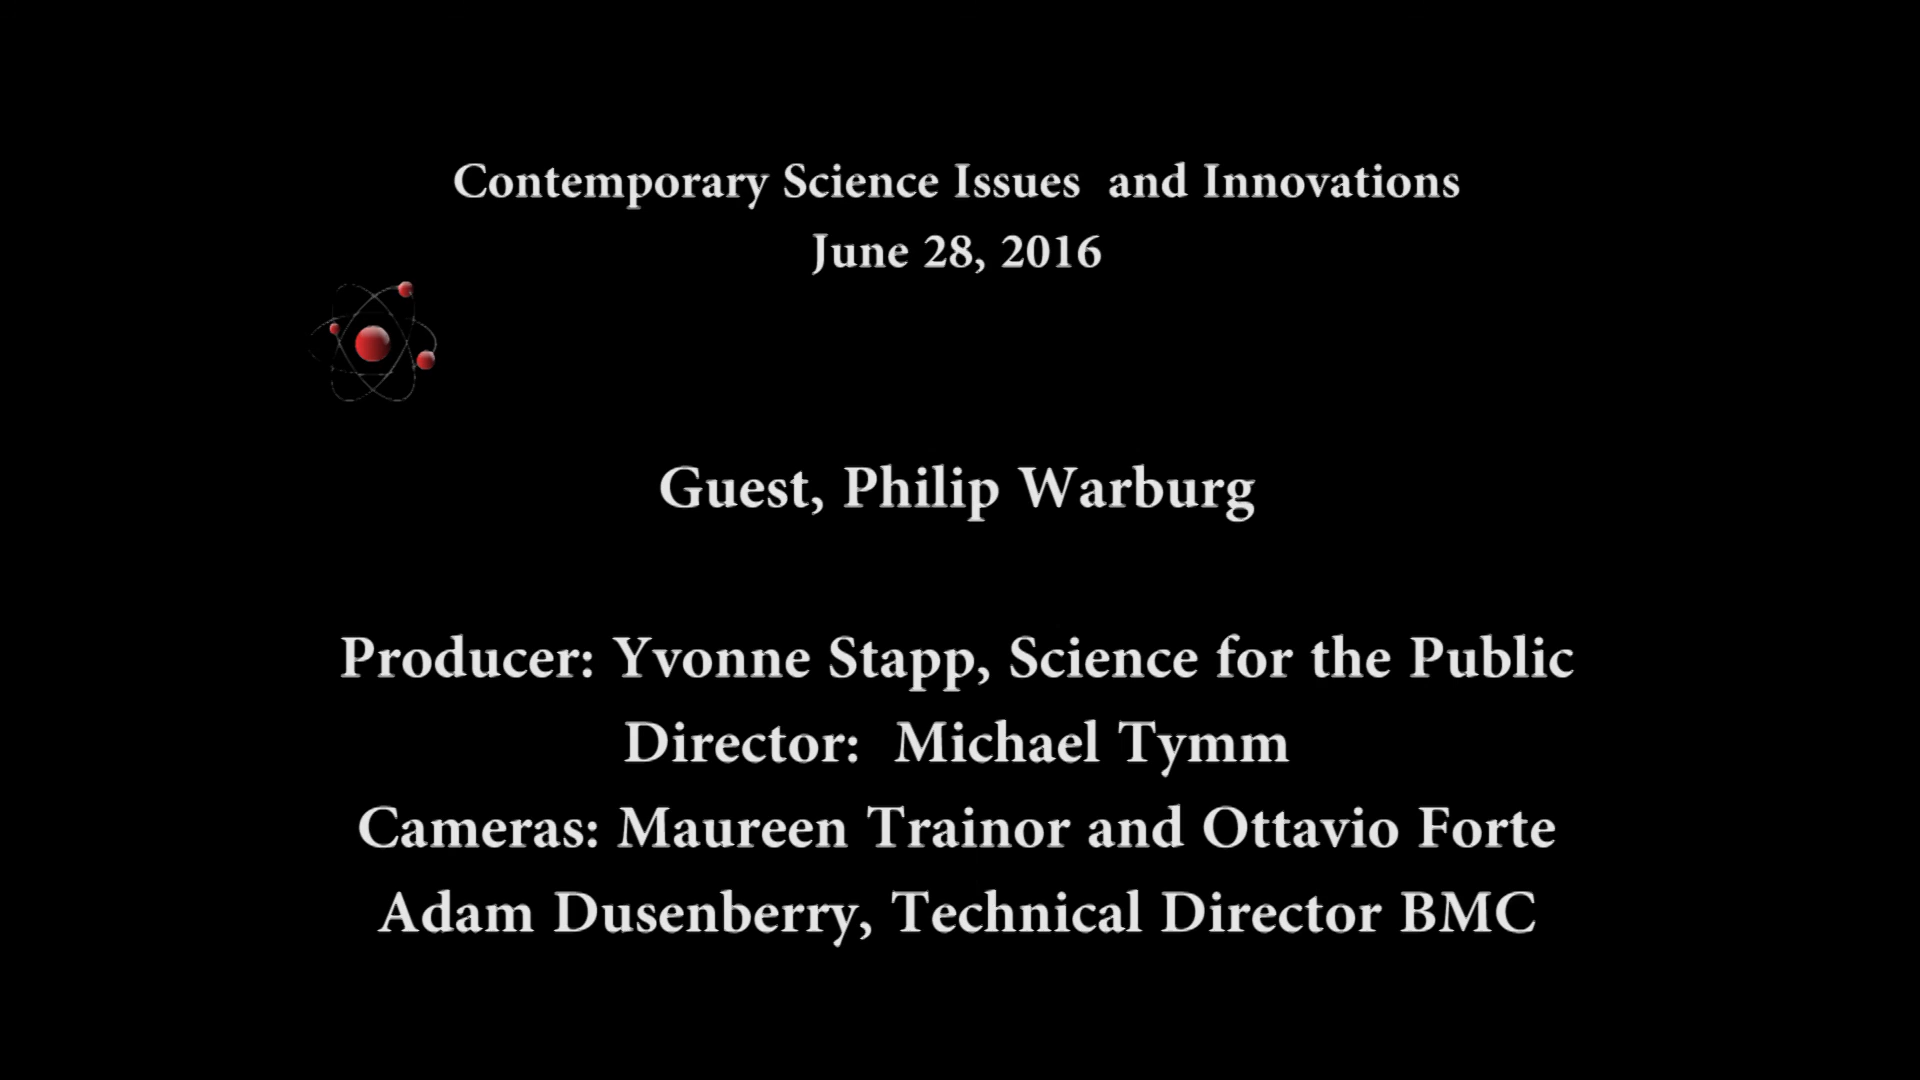 Contemporary Science Issues  and Innovations
June 28, 2016
Guest, Philip Warburg
Producer: Yvonne Stapp, Science for the Public
Director:  Michael Tymm
Cameras: Maureen Trainor and Ottavio Forte
Adam Dusenberry, Technical Director BMC